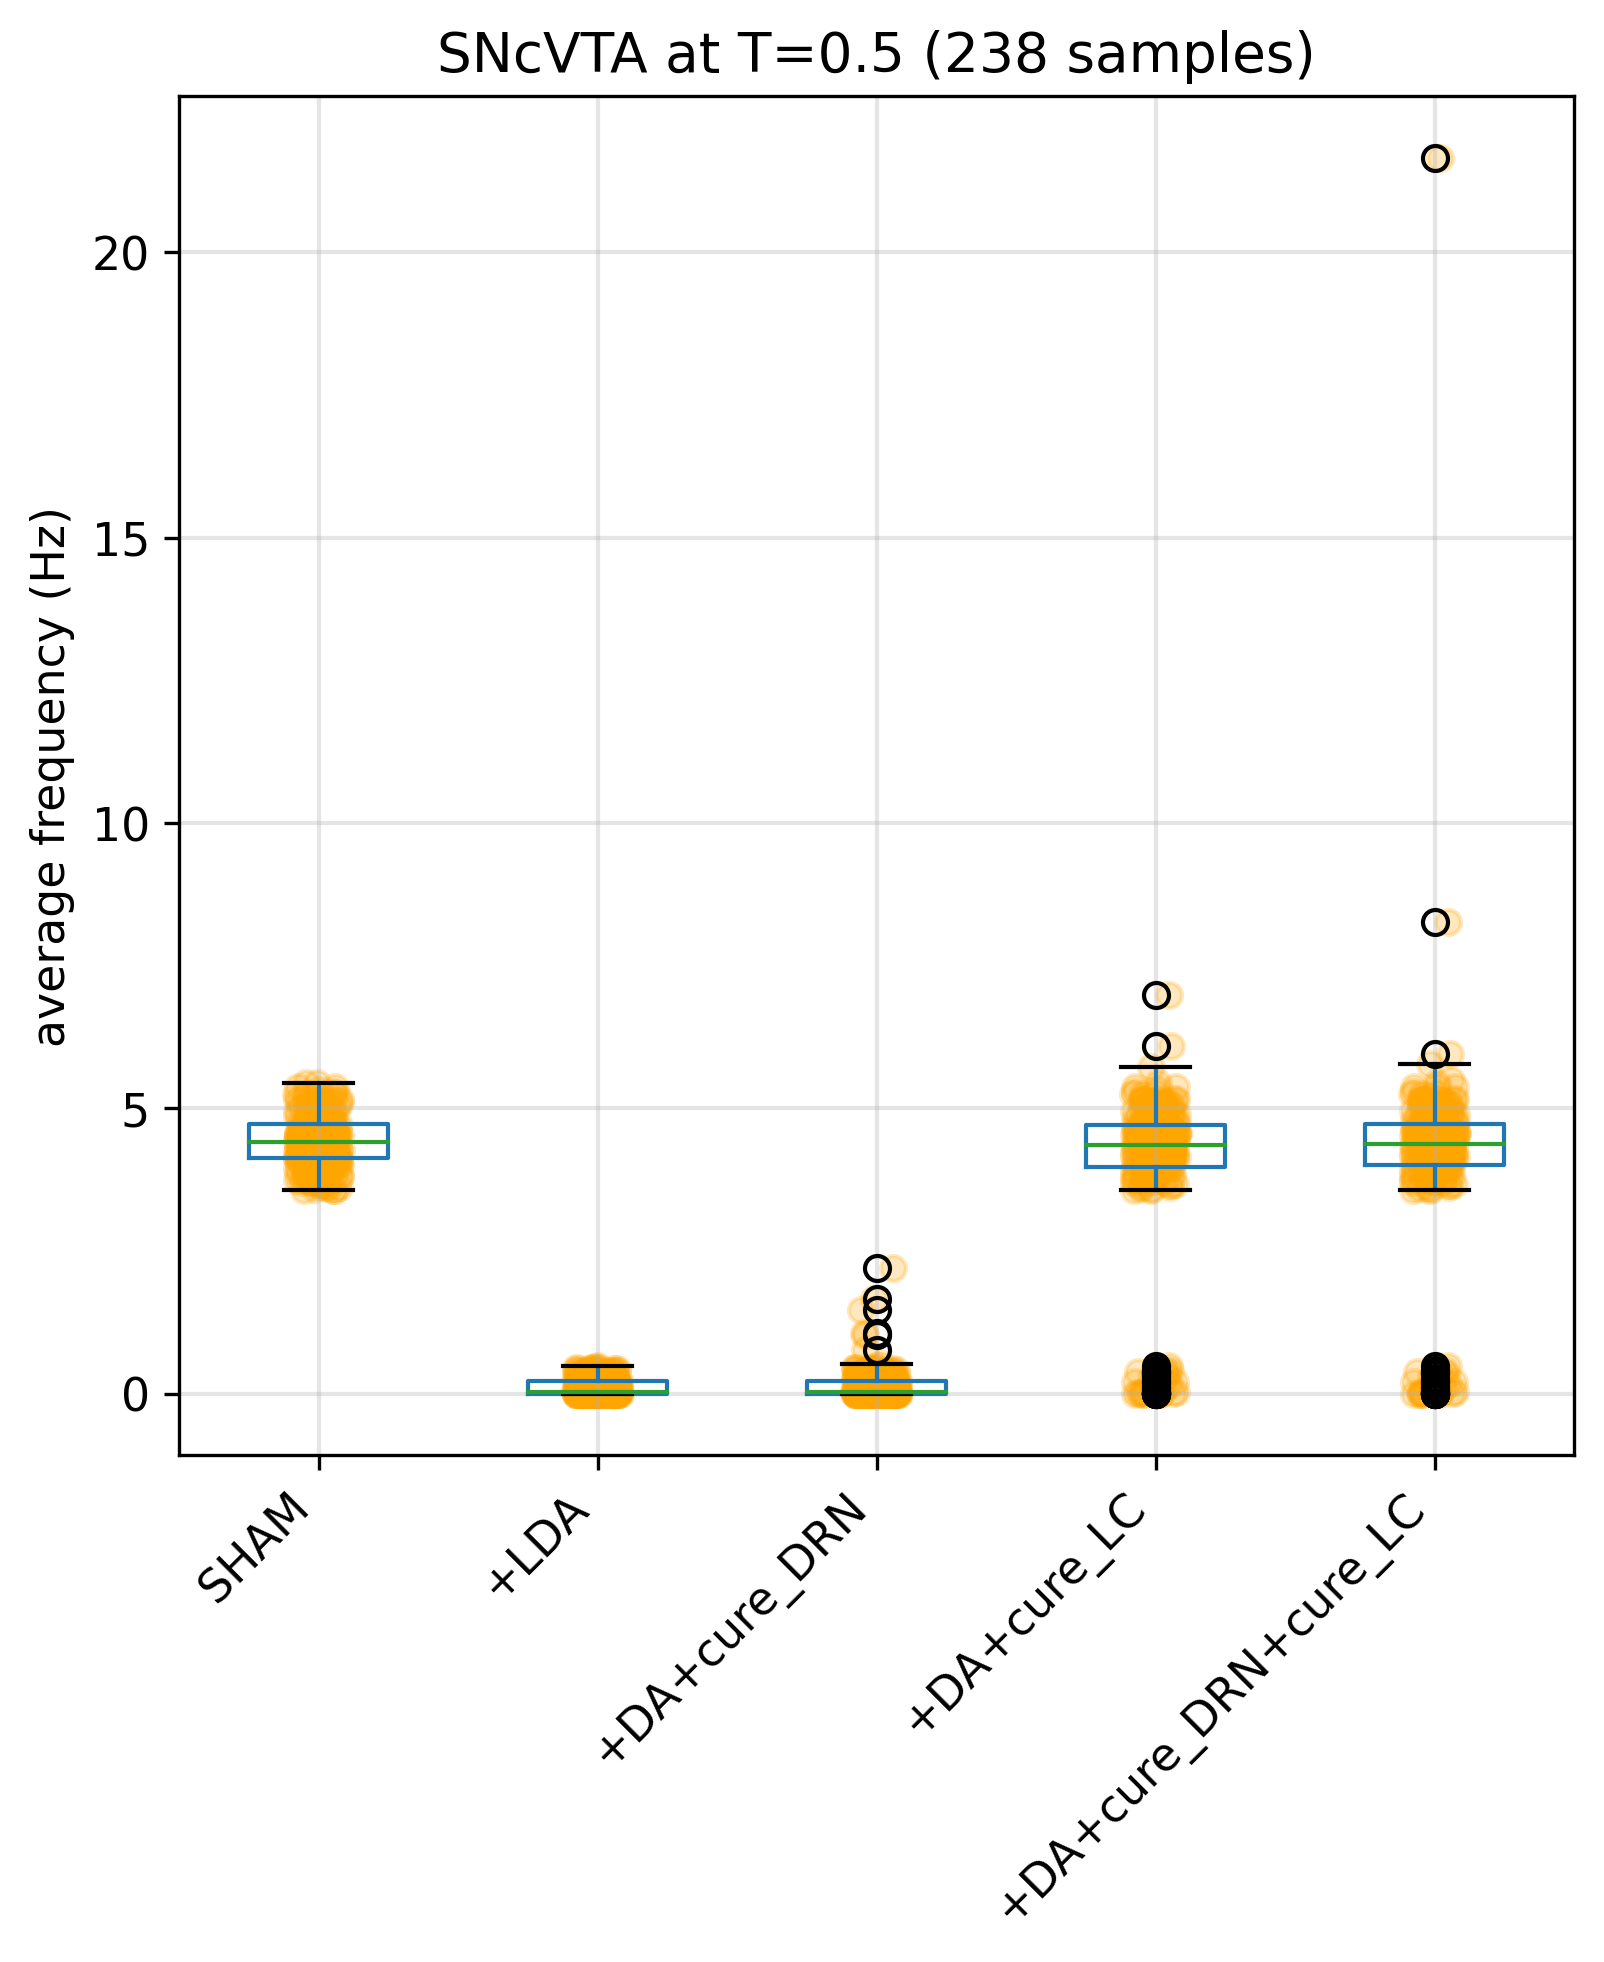 SNcVTA at T=0.5 (238 samples)
average frequency (Hz)
20
15
10
5
0
SHAM
+LDA
+DA+cure_DRN
+DA+cure_LC
+DA+cure_DRN+cure_LC